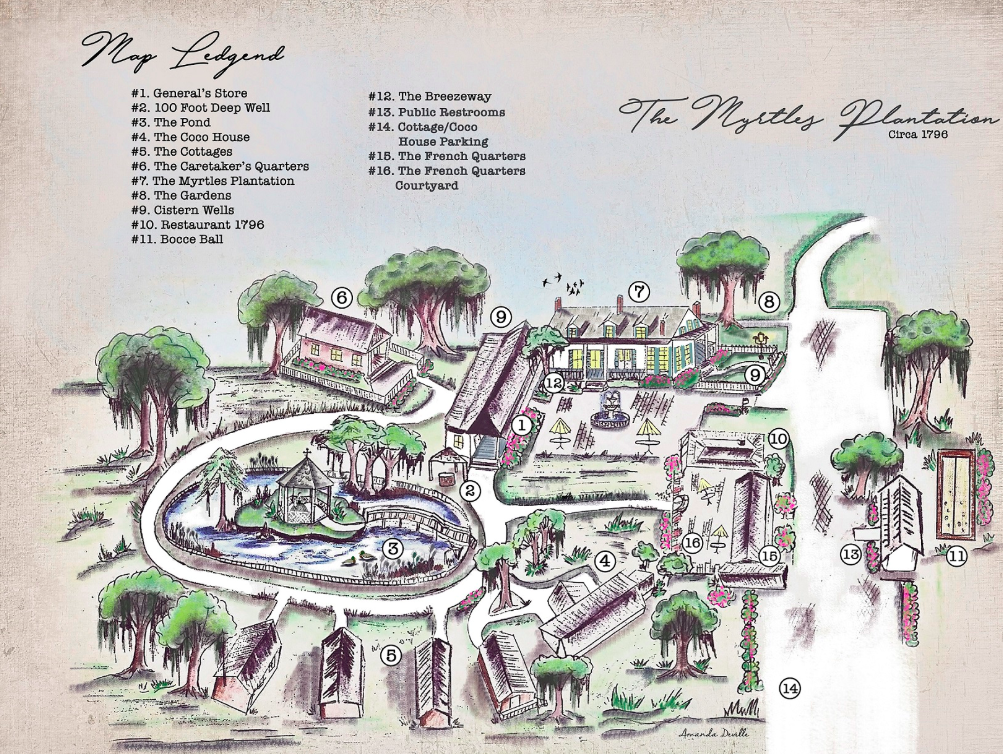 Map Ledgend
#1. General's Store
#2. 100 Foot Deep Well
#3. The Pond
#4. The Coco House
#5. The Cottages
#6. The Caretaker's Quarters
#7. The Myrtles Plantation
#8. The Gardens
#9. Cistern Wells
#10. Restaurant 1796
#11. Bocce Ball
#12. The Breezeway
#13. Public Restrooms
#14. Cottage/Coco
House Parking
#15. The French Quarters
#16. The French Quarters
Courtyard
The Myrtles Plantation
Circa 1796
6
7
8
9
9
12
1
10
2
3
16
15
13
11
4
5
14
Amanda Deville